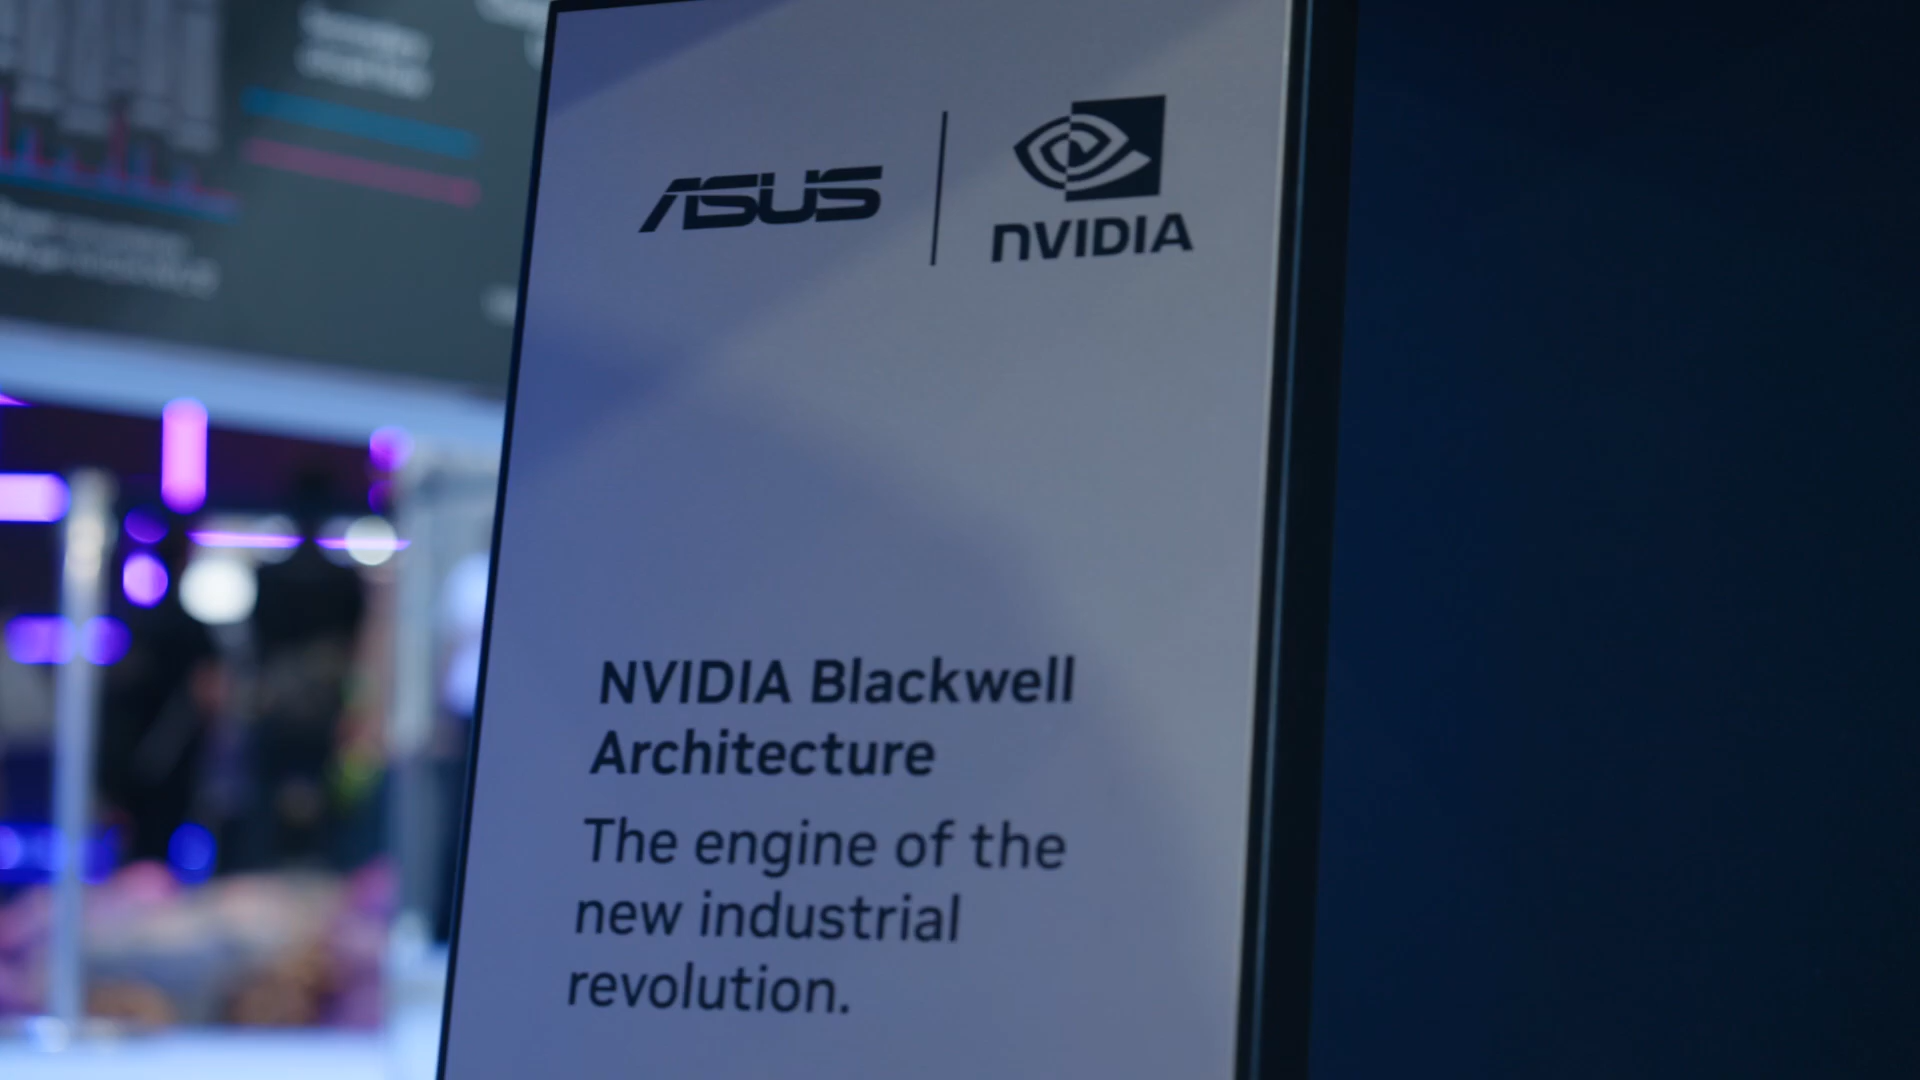 ASUS
NVIDIA
NVIDIA Blackwell
Architecture
The engine of the
new industrial
revolution.